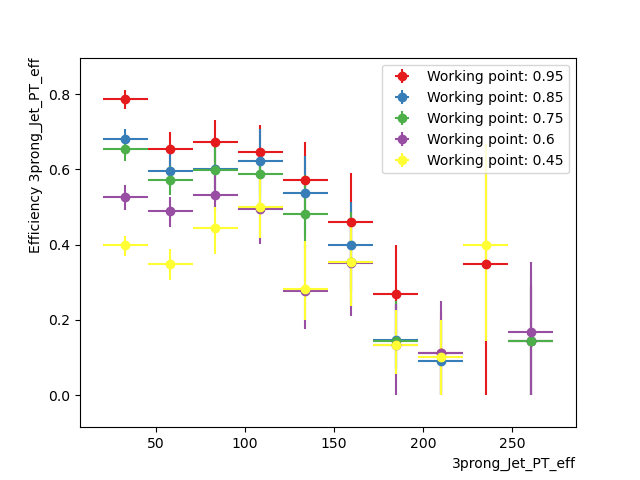 Efficiency 3prong_Jet_PT_eff
0.8
0.6
0.4
0.2
0.0
Working point: 0.95
Working point: 0.85
Working point: 0.75
Working point: 0.6
Working point: 0.45
50
100
150
200
250
3prong_Jet_PT_eff